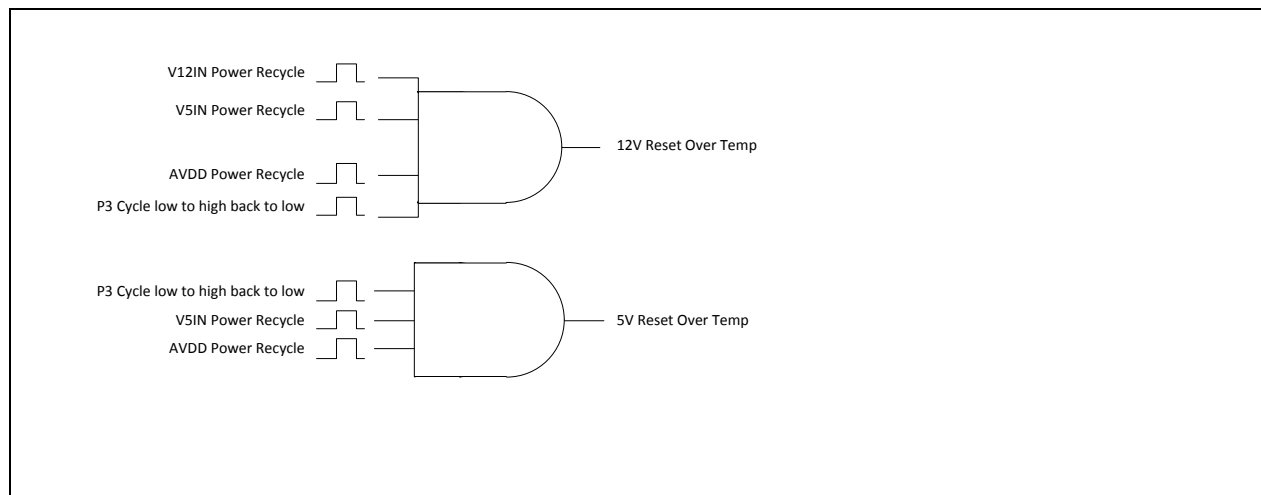 V12IN Power Recycle
V5IN Power Recycle
AVDD Power Recycle
P3 Cycle low to high back to low
12V Reset Over Temp
P3 Cycle low to high back to low
V5IN Power Recycle
AVDD Power Recycle
5V Reset Over Temp